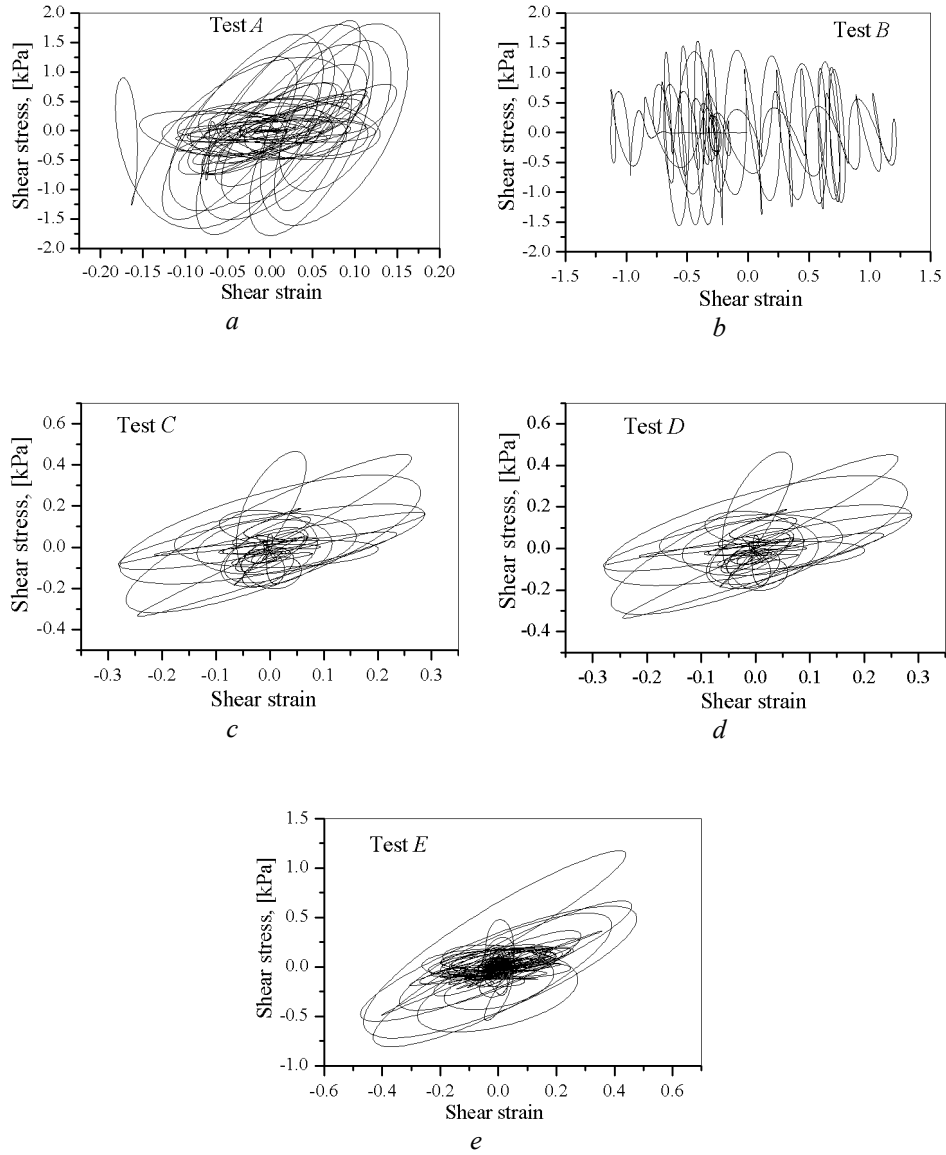 Test A
Shear stress, [kPa]
2.0
1.5
1.0
0.5
0.0
-0.5
-1.0
-1.5
2.0
-0.20 -0.15 -0.10 -0.05 0.00 0.05 0.10 0.15 0.20
Shear strain
a
Test B
Shear stress, [kPa]
2.0
1.5
1.0
0.5
0.0
-0.5
-1.0
-1.5
2.0
-1.5 -1.0 -0.5 0.0 0.5 1.0 1.5
Shear strain
b
Test C
Shear stress, [kPa]
0.6
0.4
0.2
0.0
-0.2
-0.4
-0.3 -0.2 -0.1 0.0 0.1 0.2 0.3
Shear strain
c
Test D
Shear stress, [kPa]
0.6
0.4
0.2
0.0
-0.2
-0.4
-0.3 -0.2 -0.1 0.0 0.1 0.2 0.3
Shear strain
d
Test E
Shear stress, [kPa]
1.5
1.0
0.5
0.0
-0.5
-1.0
-0.6 -0.4 -0.2 0.0 0.2 0.4 0.6
Shear strain
e